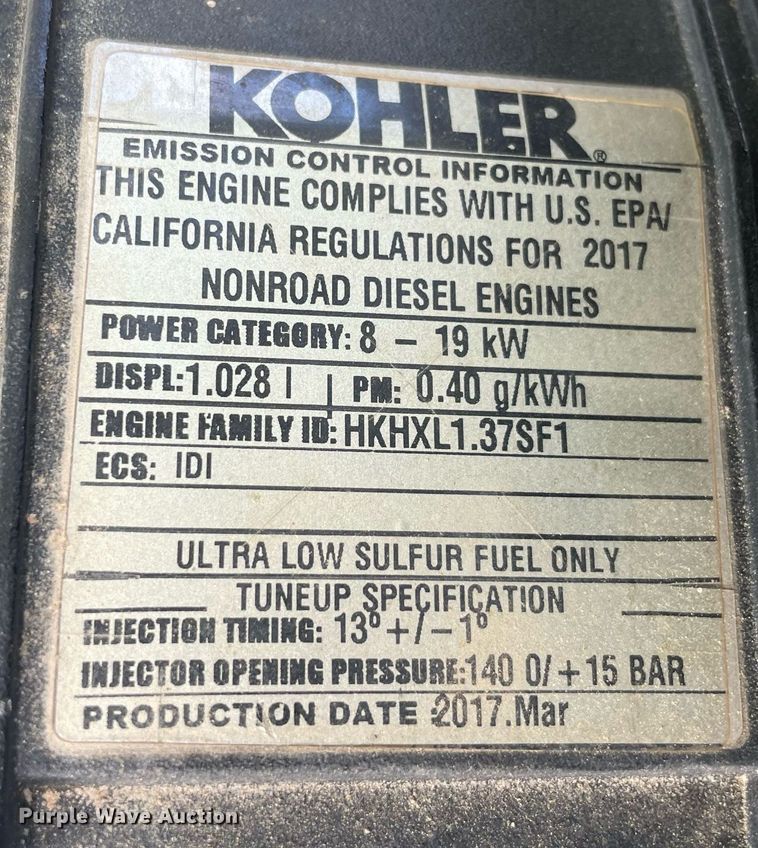 KOHLER®
EMISSION CONTROL INFORMATION
THIS ENGINE COMPLIES WITH U.S. EPA/
CALIFORNIA REGULATIONS FOR 2017
NONROAD DIESEL ENGINES
POWER CATEGORY: 8 - 19 kW
DISPL:1.028 l | PM: 0.40 g/kWh
ENGINE FAMILY ID: HKHXL1.37SF1
ECS: IDI
ULTRA LOW SULFUR FUEL ONLY
TUNEUP SPECIFICATION
INJECTION TIMING: 13º+/-1º
INJECTOR OPENING PRESSURE:140 0/+15 BAR
PRODUCTION DATE :2017.Mar
Purple Wave Auction